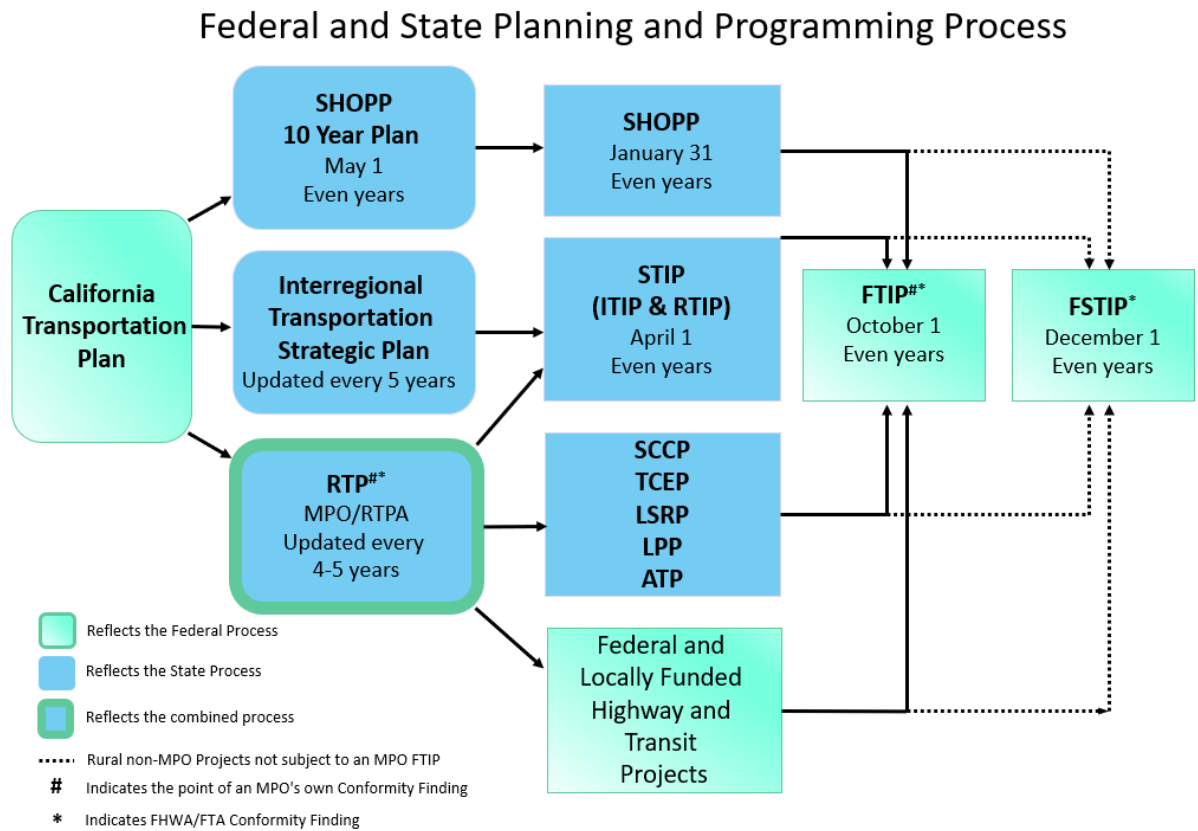 Federal and State Planning and Programming Process
SHOPP
10 Year Plan
May 1
Even years
SHOPP
January 31
Even years
California
Transportation
Plan
Interregional
Transportation
Strategic Plan
Updated every 5 years
STIP
(ITIP & RTIP)
April 1
Even years
FTIP#*
October 1
Even years
FSTIP*
December 1
Even years
RTP#*
MPO/RTPA
Updated every
4-5 years
SCCP
TCEP
LSRP
LPP
ATP
Federal and
Locally Funded
Highway and
Transit
Projects
Reflects the Federal Process
Reflects the State Process
Reflects the combined process
Rural non-MPO Projects not subject to an MPO FTIP
# Indicates the point of an MPO's own Conformity Finding
* Indicates FHWA/FTA Conformity Finding